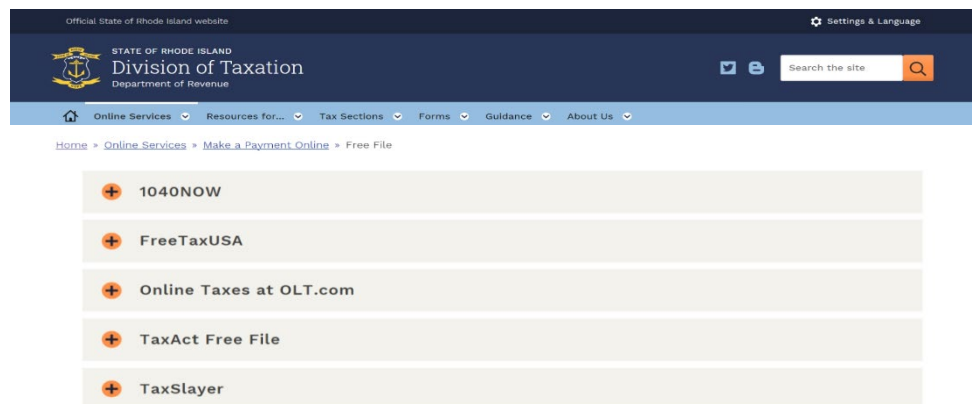 Official State of Rhode Island website
Settings & Language
STATE OF RHODE ISLAND
Division of Taxation
Department of Revenue
Search the site
Online Services Resources for... Tax Sections Forms Guidance About Us
Home » Online Services » Make a Payment Online » Free File
1040NOW
FreeTaxUSA
Online Taxes at OLT.com
TaxAct Free File
TaxSlayer